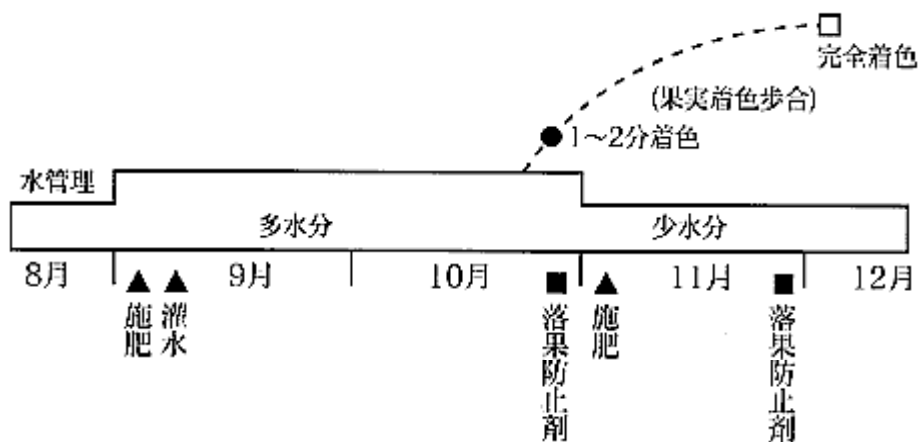 完全着色
(果実着色歩合)
1～2分着色
水管理
多水分
少水分
8月
9月
10月
11月
12月
施肥
灌水
落果防止剤
施肥
落果防止剤